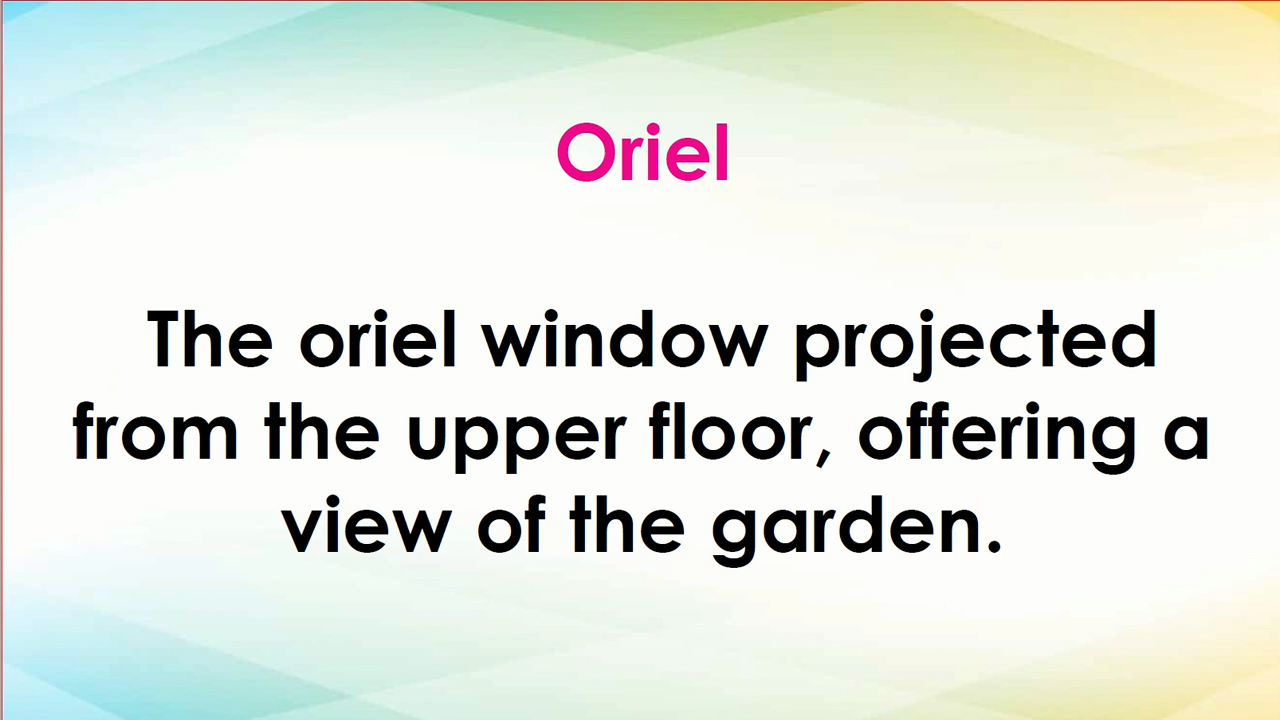 Oriel
The oriel window projected
from the upper floor, offering a
view of the garden.